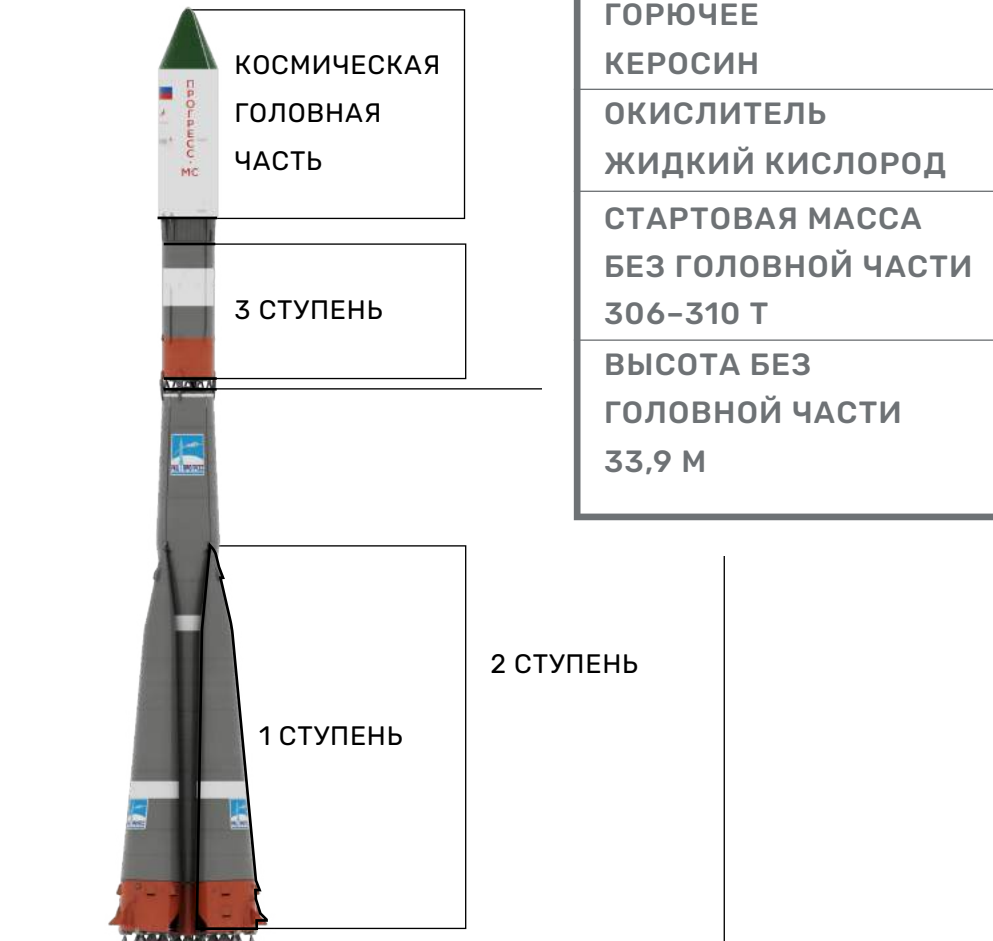 КОСМИЧЕСКАЯ
ГОЛОВНАЯ
ЧАСТЬ
ПРОГРЕСС·
МС
3 СТУПЕНЬ
2 СТУПЕНЬ
1 СТУПЕНЬ
ГОРЮЧЕЕ
КЕРОСИН
ОКИСЛИТЕЛЬ
ЖИДКИЙ КИСЛОРОД
СТАРТОВАЯ МАССА
БЕЗ ГОЛОВНОЙ ЧАСТИ
306–310 Т
ВЫСОТА БЕЗ
ГОЛОВНОЙ ЧАСТИ
33,9 М